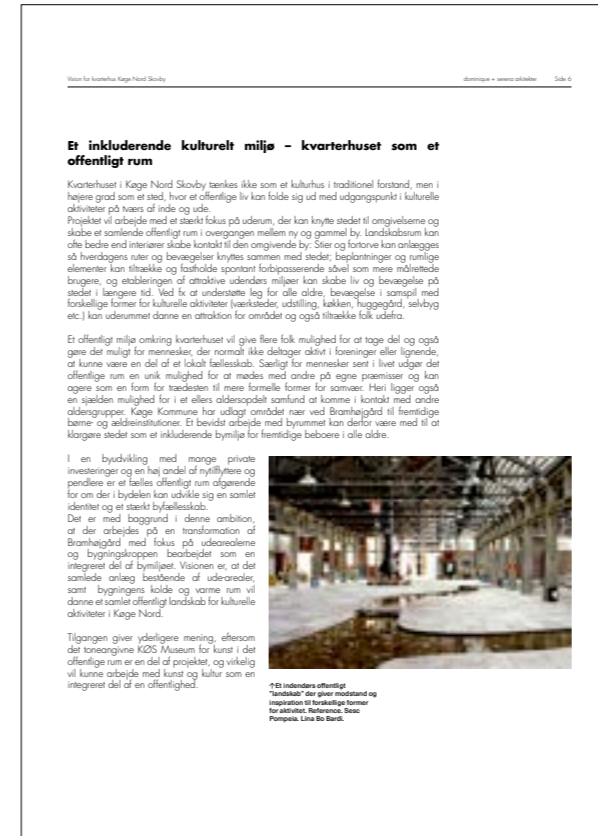 Vision for kvarterhus Køge Nord Skovby
dominique + serena arkitekter Side 6
Et inkluderende kulturelt miljø – kvarterhuset som et
offentligt rum
Kvarterhuset i Køge Nord Skovby tænkes ikke som et kulturhus i traditionel forstand, men i
højere grad som et sted, hvor et offentlige liv kan folde sig ud med udgangspunkt i kulturelle
aktiviteter på tværs af inde og ude.
Projektet vil arbejde med et stærkt fokus på uderum, der kan knytte stedet til omgivelserne og
skabe et samlende offentligt rum i overgangen mellem ny og gammel by. Landskabsrum kan
ofte bedre end interiører skabe kontakt til den omgivende by: Stier og fortorve kan anlægges
så hverdagens ruter og bevægelser knyttes sammen med stedet; beplantninger og rumlige
elementer kan tiltrække og fastholde spontant forbipasserende såvel som mere målrettede
brugere, og etableringen af attraktive udendørs miljøer kan skabe liv og bevægelse på
stedet i længere tid. Ved fx at understøtte leg for alle aldre, bevægelse i samspil med
forskellige former for kulturelle aktiviteter (værksteder, udstilling, køkken, huggegård, selvbyg
etc.) kan uderummet danne en attraktion for området og også tiltrække folk udefra.
Et offentligt miljø omkring kvarterhuset vil give flere folk mulighed for at tage del og også
gøre det muligt for mennesker, der normalt ikke deltager aktivt i foreninger eller lignende,
at kunne være en del af et lokalt fællesskab. Særligt for mennesker sent i livet udgør det
offentlige rum en unik mulighed for at mødes med andre på egne præmisser og kan
agere som en form for trædesten til mere formelle former for samvær. Heri ligger også
en sjælden mulighed for i et ellers aldersopdelt samfund at komme i kontakt med andre
aldersgrupper. Køge Kommune har udlagt området nær ved Bramhøjgård til fremtidige
børne- og ældreinstitutioner. Et bevidst arbejde med byrummet kan derfor være med til at
klargøre stedet som et inkluderende bymiljø for fremtidige beboere i alle aldre.
I en byudvikling med mange private
investeringer og en høj andel af nytilflyttere og
pendlere er et fælles offentligt rum afgørende
for om der i bydelen kan udvikle sig en samlet
identitet og et stærkt byfællesskab.
Det er med baggrund i denne ambition,
at der arbejdes på en transformation af
Bramhøjgård med fokus på udearealerne
og bygningskroppen bearbejdet som en
integreret del af bymiljøet. Visionen er, at det
samlede anlæg bestående af ude-arealer,
samt bygningens kolde og varme rum vil
danne et samlet offentligt landskab for kulturelle
aktiviteter i Køge Nord.
Tilgangen giver yderligere mening, eftersom
det toneangivne KØS Museum for kunst i det
offentlige rum er en del af projektet, og virkelig
vil kunne arbejde med kunst og kultur som en
integreret del af en offentlighed.
↑Et indendørs offentligt
"landskab" der giver modstand og
inspiration til forskellige former
for aktivitet. Reference. Sesc
Pompeia. Lina Bo Bardi.